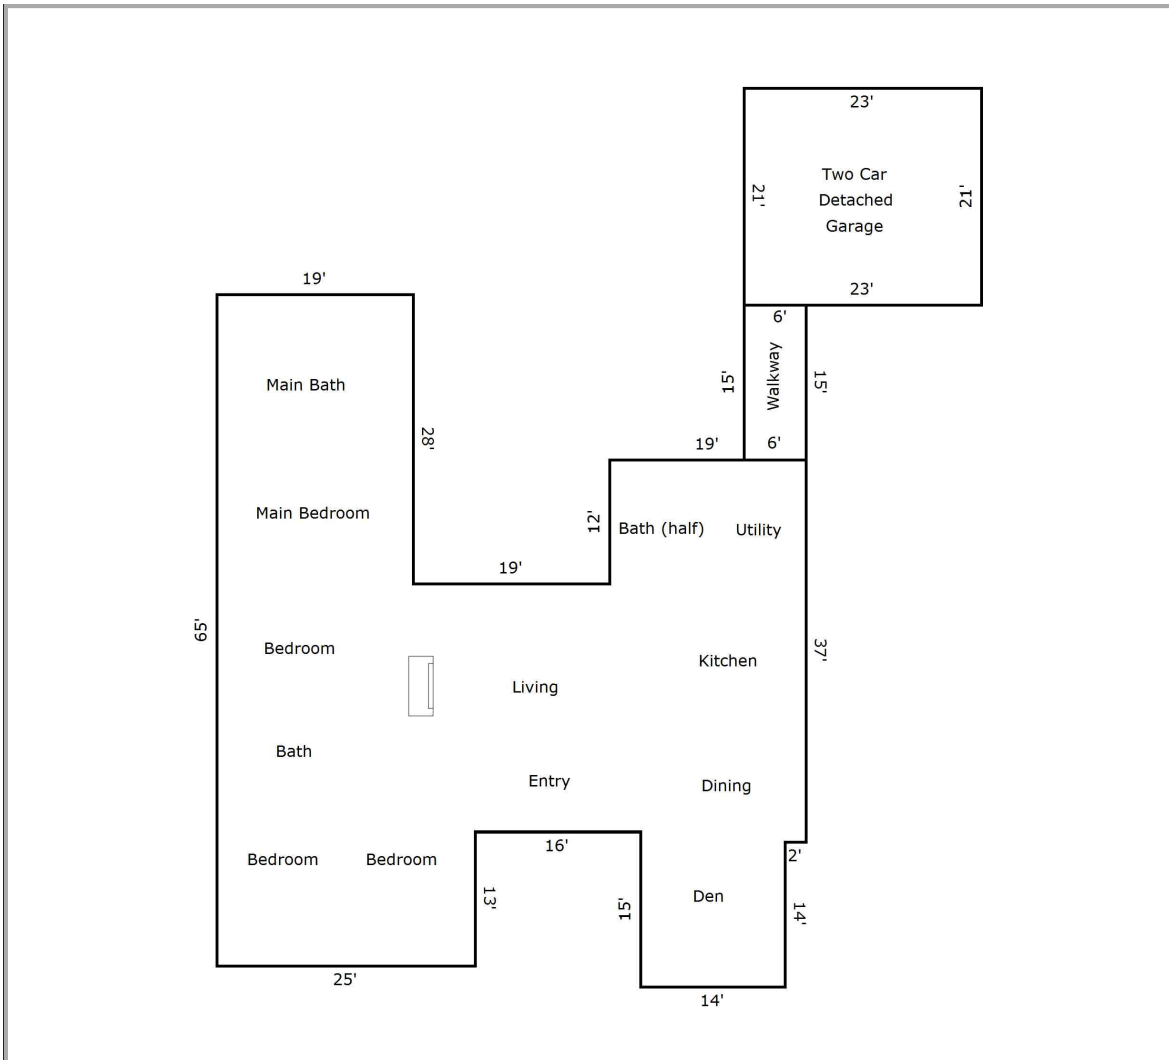 23'
Two Car
Detached
Garage
21'
21'
23'
19'
6'
Walkway
15'
15'
Main Bath
28'
19'
6'
Main Bedroom
12'
Bath (half)
Utility
19'
65'
Bedroom
37'
Kitchen
Living
Bath
Entry
Dining
16'
2'
Bedroom
Bedroom
13'
15'
Den
14'
25'
14'